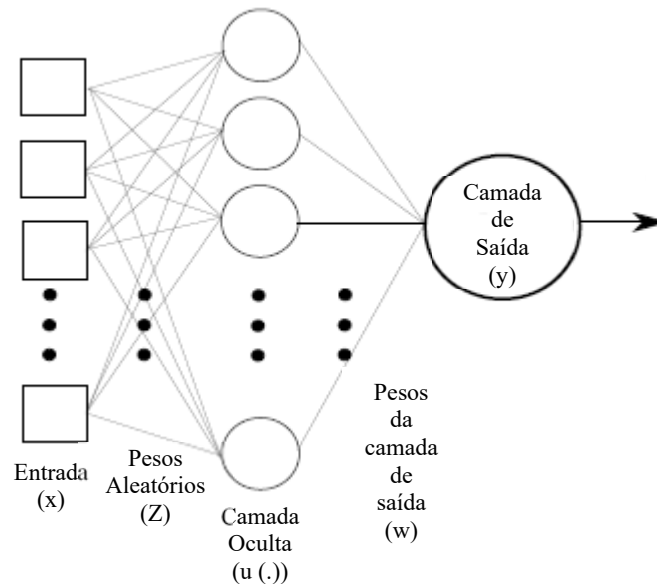 Camada
de
Saída
(y)
Entrada
(x)
Pesos
Aleatórios
(Z)
Camada
Oculta
(u (.))
Pesos
da
camada
de
saída
(w)